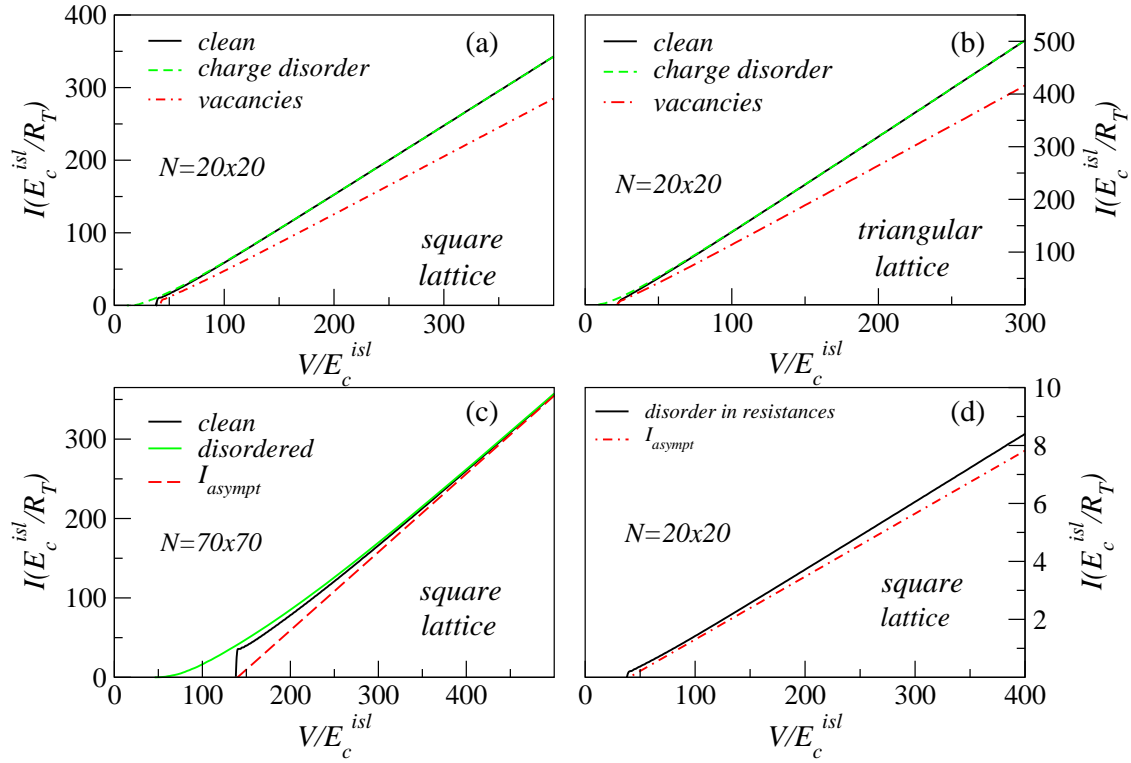 (a)
clean
charge disorder
vacancies
N=20x20
square
lattice
I(E_c^{isl}/R_T)
400
300
200
100
0
0 100 200 300
V/E_c^{isl}
(b)
clean
charge disorder
vacancies
N=20x20
triangular
lattice
I(E_c^{isl}/R_T)
500
400
300
200
100
0 100 200 300
V/E_c^{isl}
(c)
clean
disordered
I_{asympt}
N=70x70
square
lattice
I(E_c^{isl}/R_T)
300
200
100
0
0 100 200 300 400
V/E_c^{isl}
(d)
disorder in resistances
I_{asympt}
N=20x20
square
lattice
I(E_c^{isl}/R_T)
10
8
6
4
2
0 100 200 300 400
V/E_c^{isl}